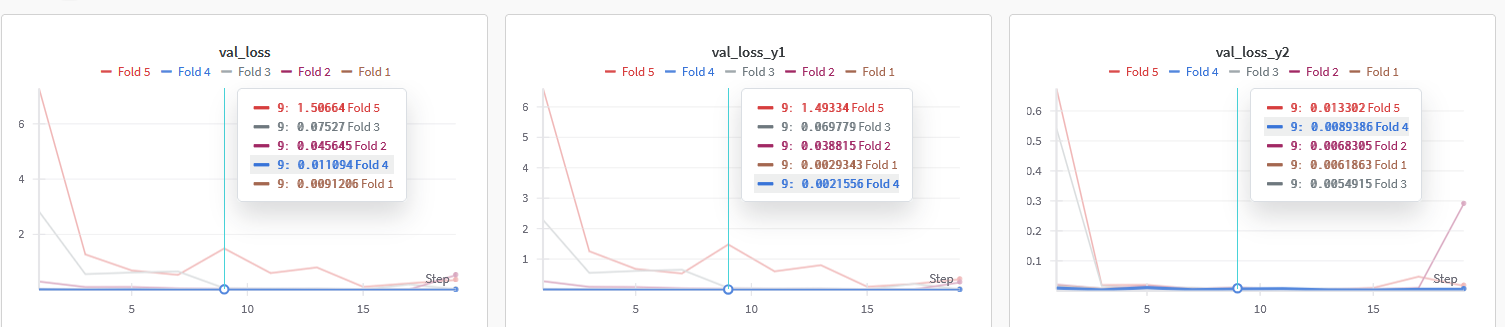 val_loss
Fold 5 Fold 4 Fold 3 Fold 2 Fold 1
9: 1.50664 Fold 5
9: 0.07527 Fold 3
9: 0.045645 Fold 2
9: 0.011094 Fold 4
9: 0.0091206 Fold 1
6
4
2
Step
5 10 15
val_loss_y1
Fold 5 Fold 4 Fold 3 Fold 2 Fold 1
9: 1.49334 Fold 5
9: 0.069779 Fold 3
9: 0.038815 Fold 2
9: 0.0029343 Fold 1
9: 0.0021556 Fold 4
6
5
4
3
2
1
Step
5 10 15
val_loss_y2
Fold 5 Fold 4 Fold 3 Fold 2 Fold 1
9: 0.013302 Fold 5
9: 0.0089386 Fold 4
9: 0.0068305 Fold 2
9: 0.0061863 Fold 1
9: 0.0054915 Fold 3
0.6
0.5
0.4
0.3
0.2
0.1
Step
5 10 15